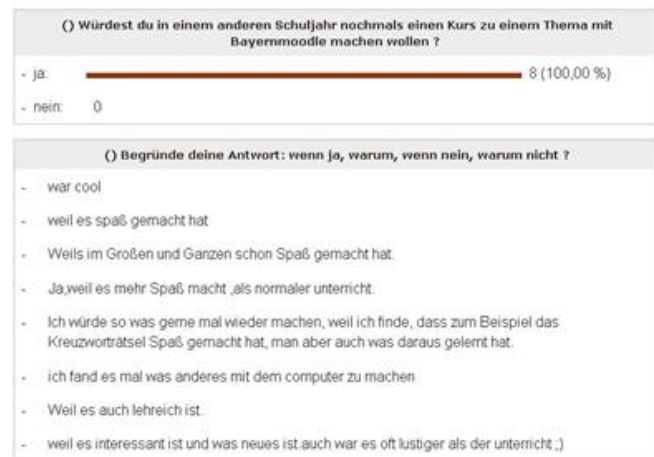 () Würdest du in einem anderen Schuljahr nochmals einen Kurs zu einem Thema mit
Bayernmoodle machen wollen ?
- ja: 8 (100,00 %)
- nein: 0
() Begründe deine Antwort: wenn ja, warum, wenn nein, warum nicht ?
- war cool
- weil es spaß gemacht hat
- Weils im Großen und Ganzen schon Spaß gemacht hat.
- Ja,weil es mehr Spaß macht ,als normaler unterricht.
- Ich würde so was gerne mal wieder machen, weil ich finde, dass zum Beispiel das
Kreuzworträtsel Spaß gemacht hat, man aber auch was daraus gelernt hat.
- ich fand es mal was anderes mit dem computer zu machen
- Weil es auch lehreich ist.
- weil es interessant ist und was neues ist.auch war es oft lustiger als der unterricht ;)